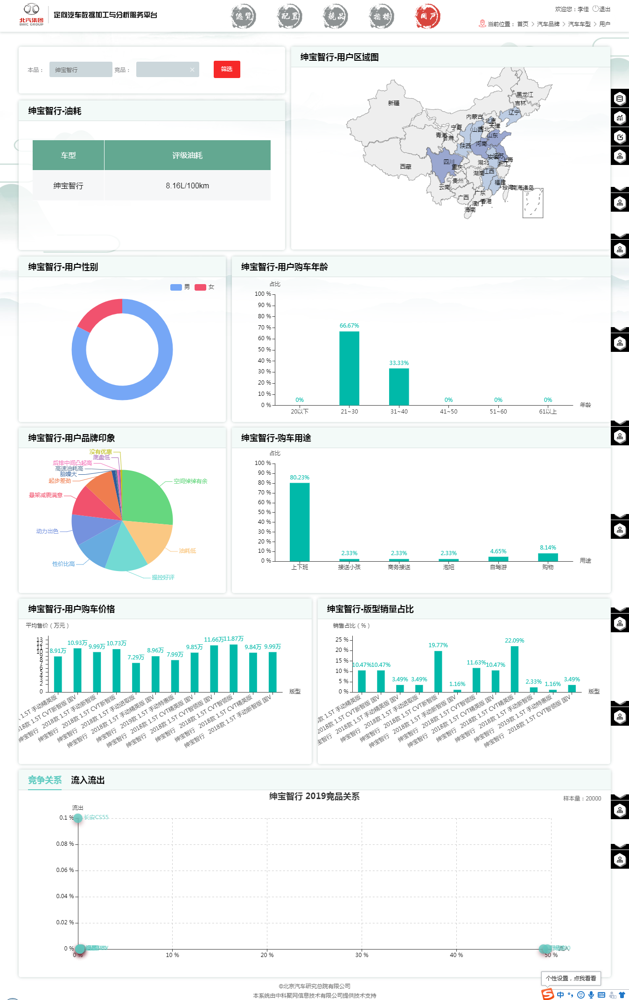 北汽集团
BAIC GROUP
定向汽车数据加工与分析服务平台
總覽
配置
競品
指標
用戶
欢迎您：李佳 退出
当前位置： 首页 > 汽车品牌 > 汽车车型 > 用户
本品： 绅宝智行 竞品： × 筛选
绅宝智行-用户区域图
黑龙江
吉林
新疆
辽宁
内蒙古
北京
天津
宁夏
山西
河北
青海
甘肃
山东
陕西
河南
江苏
安徽
上海
四川
湖北
浙江
重庆
西藏
湖南
江西
贵州
福建
云南
台湾
南海诸岛
广东
广西
香港
澳门
海南
绅宝智行-油耗
车型 评级油耗
绅宝智行 8.16L/100km
绅宝智行-用户性别
男 女
绅宝智行-用户购车年龄
占比
100 %
90 %
80 %
70 %
60 %
50 %
40 %
30 %
20 %
10 %
0 %
0% 66.67% 33.33% 0% 0% 0%
20以下 21~30 31~40 41~50 51~60 61以上
年龄
绅宝智行-用户品牌印象
没有优惠
底盘低
后排中间凸起高
高速油耗高
胎噪大
起步差劲
空间绰绰有余
悬架减震满意
动力出色
油耗低
性价比高
操控好评
绅宝智行-购车用途
占比
100 %
90 %
80 %
70 %
60 %
50 %
40 %
30 %
20 %
10 %
0 %
80.23% 2.33% 2.33% 2.33% 4.65% 8.14%
上下班 接送小孩 商务接送 泡妞 自驾游 购物
用途
绅宝智行-用户购车价格
平均售价（万元）
13
12
11
10
9
8
7
6
5
4
3
2
0
8.91万 10.93万 9.99万 10.73万 7.29万 8.96万 7.99万 9.85万 11.66万 11.87万 9.84万 9.99万
版型
款 1.5T 手动精英版
018款 1.5T CVT新智版 国V
绅宝智行 2018款 1.5T 手动新智版
绅宝智行 2018款 1.5T CVT新智版
绅宝智行 2018款 1.5T 手动进取版
绅宝智行 2018款 1.5T 手动精英版 国V
绅宝智行 2019款 1.5T 手动特惠版
绅宝智行 2018款 1.5T CVT精英版 国V
绅宝智行 2018款 1.5T CVT智领版 国V
绅宝智行 2018款 1.5T CVT智领版
绅宝智行 2018款 1.5T CVT精英版
绅宝智行 2018款 1.5T 手动新智版 国V
绅宝智行-版型销量占比
销售占比（%）
25 %
20 %
15 %
10 %
5 %
0 %
10.47% 10.47% 3.49% 3.49% 19.77% 1.16% 11.63% 10.47% 22.09% 2.33% 1.16% 3.49%
版型
8款 1.5T 手动精英版
2018款 1.5T CVT新智版 国V
宝智行 2018款 1.5T 手动精英版 国V
绅宝智行 2018款 1.5T 手动进取版
绅宝智行 2018款 1.5T CVT新智版
绅宝智行 2018款 1.5T 手动新智版 国V
绅宝智行 2018款 1.5T CVT智领版
绅宝智行 2018款 1.5T CVT精英版 国V
绅宝智行 2018款 1.5T CVT精英版
绅宝智行 2018款 1.5T 手动新智版
绅宝智行 2019款 1.5T 手动特惠版
绅宝智行 2018款 1.5T CVT智领版 国V
竞争关系 流入流出
绅宝智行 2019竞品关系
样本量：20000
流出
长安CS55
0.1 %
0.08 %
0.06 %
0.04 %
0.02 %
0 %
0 % 10 % 20 % 30 % 40 % 50 %
流入
个性设置，点我看看
©北京汽车研究总院有限公司
本系统由中科聚网信息技术有限公司提供技术支持
中